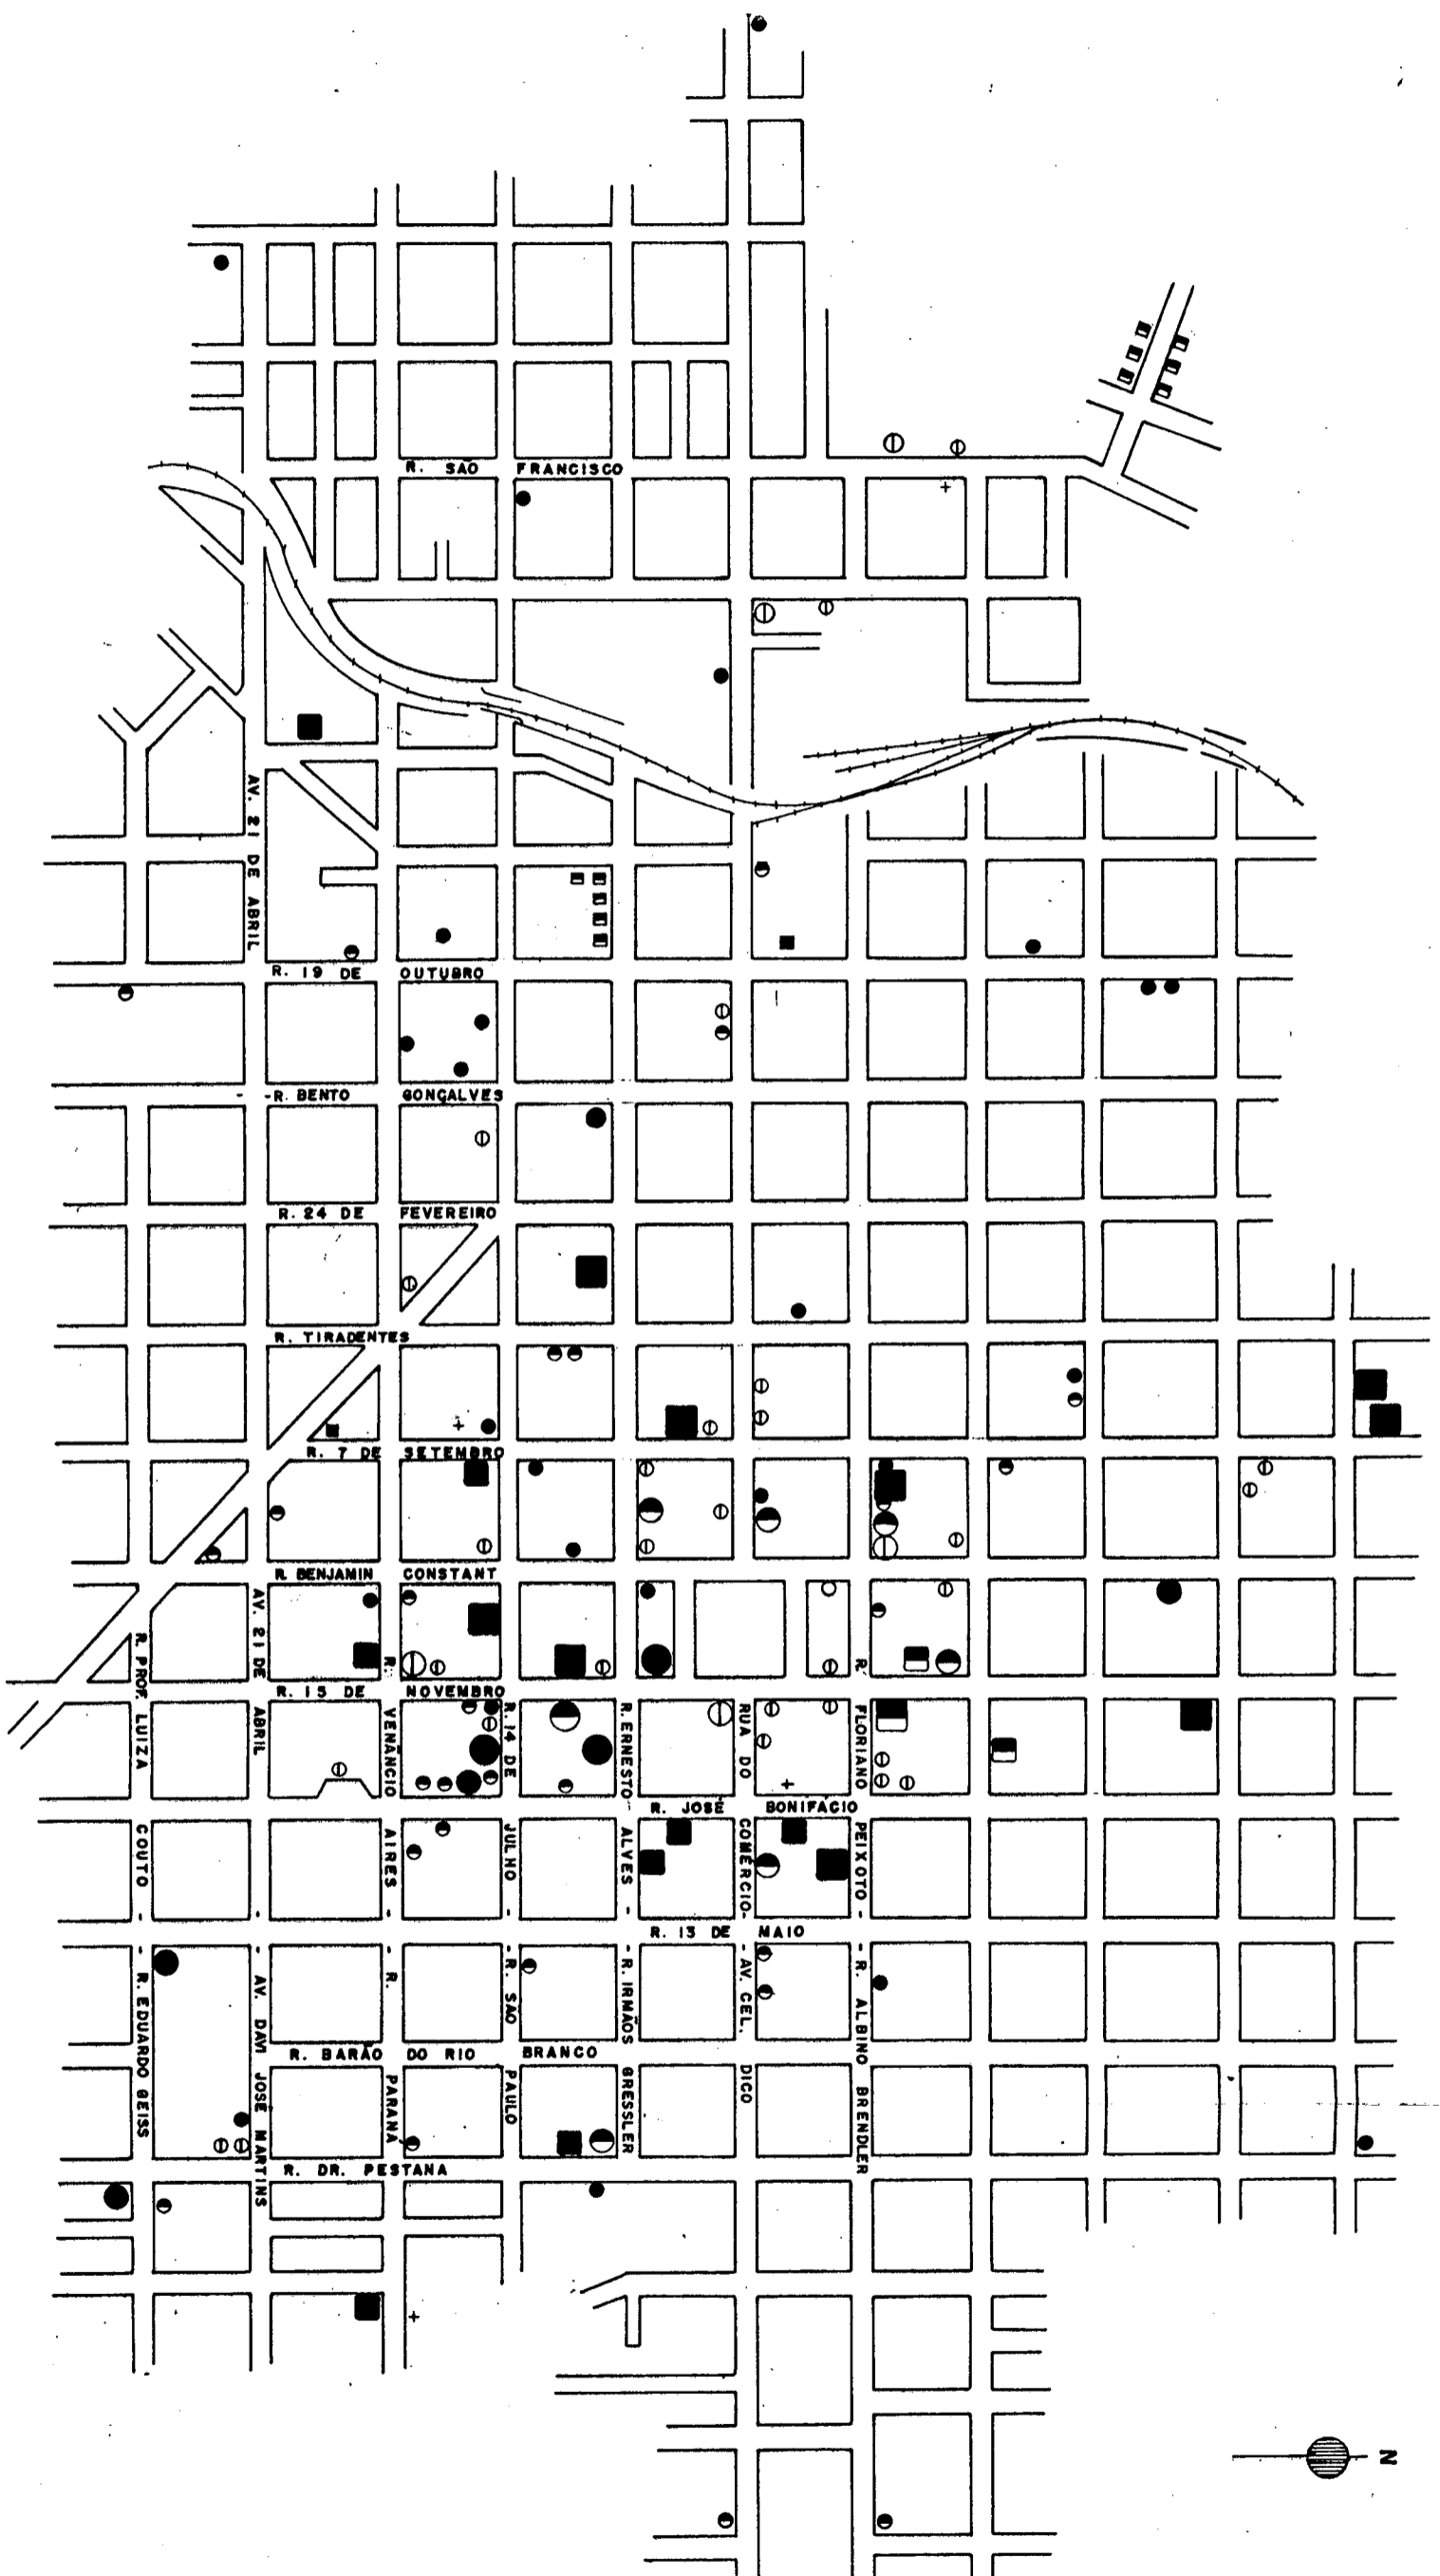 R. SÃO FRANCISCO
AV. 21 DE ABRIL
R. 19 DE OUTUBRO
R. BENTO GONÇALVES
R. 24 DE FEVEREIRO
R. TIRADENTES
R. 7 DE SETEMBRO
R. BENJAMIN CONSTANT
AV. 21 DE ABRIL - AV. DAVI JOSÉ MARTINS
R. PROF. LUIZA COUTO - R. EDUARDO GEISS
R. 15 DE NOVEMBRO
R. VENÂNCIO AIRES - R. PARANÁ
R. 14 DE JULHO - R. SÃO PAULO
R. ERNESTO ALVES - R. IRMÃOS GRESSLER
RUA DO COMÉRCIO - AV. CEL. DICO
R. FLORIANO PEIXOTO - R. ALBINO BRENDLER
R. JOSÉ BONIFÁCIO
R. 13 DE MAIO
R. BARÃO DO RIO BRANCO
R. DR. PESTANA
N